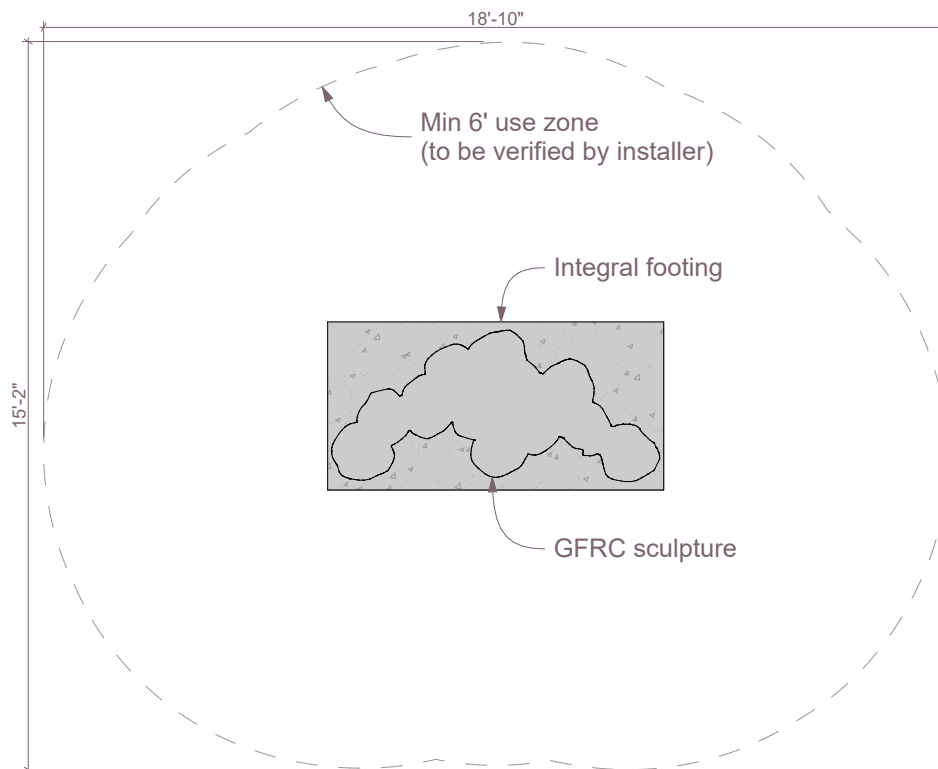 18'-10"
Min 6' use zone
(to be verified by installer)
Integral footing
15'-2"
GFRC sculpture